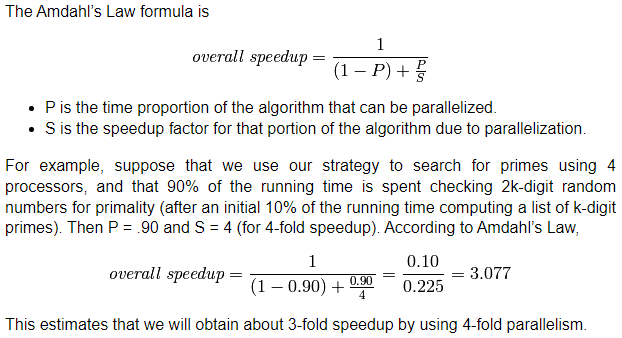 The Amdahl's Law formula is
overall speedup = 1 / ((1 − P) + P/S)
• P is the time proportion of the algorithm that can be parallelized.
• S is the speedup factor for that portion of the algorithm due to parallelization.
For example, suppose that we use our strategy to search for primes using 4
processors, and that 90% of the running time is spent checking 2k-digit random
numbers for primality (after an initial 10% of the running time computing a list of k-digit
primes). Then P = .90 and S = 4 (for 4-fold speedup). According to Amdahl's Law,
overall speedup = 1 / ((1 − 0.90) + 0.90/4) = 0.10 / 0.225 = 3.077
This estimates that we will obtain about 3-fold speedup by using 4-fold parallelism.